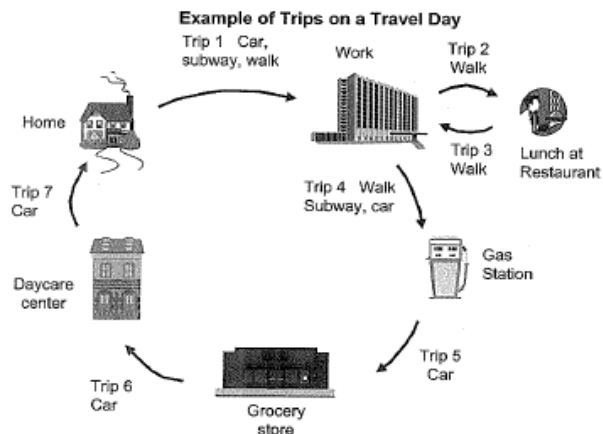 Example of Trips on a Travel Day
Trip 1 Car,
subway, walk
Work
Trip 2
Walk
Home
Trip 3
Walk
Lunch at
Restaurant
Trip 4 Walk
Subway, car
Trip 7
Car
Gas
Station
Daycare
center
Trip 5
Car
Trip 6
Car
Grocery
store